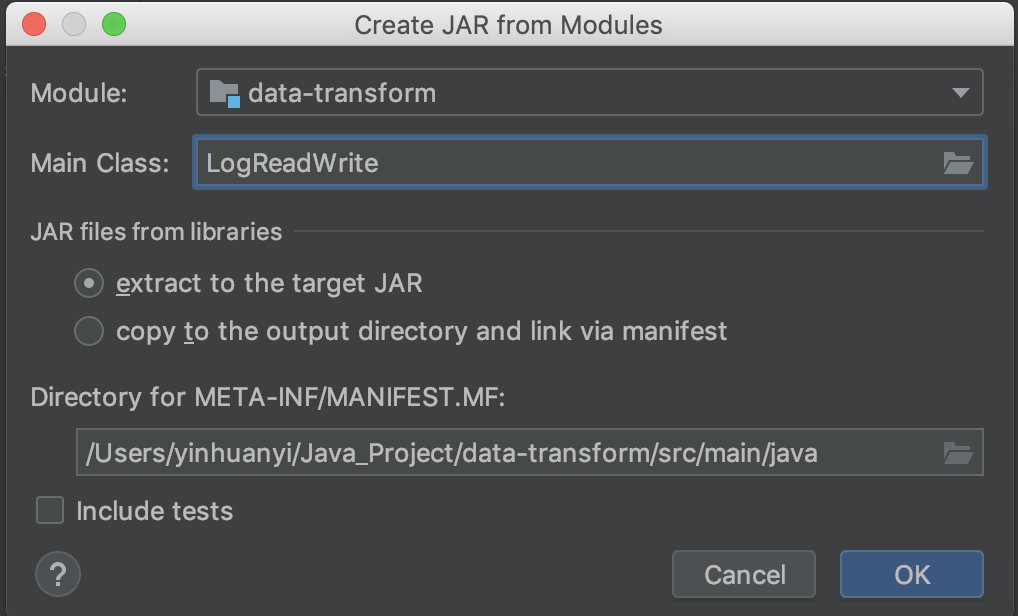 Create JAR from Modules
Module: data-transform
Main Class: LogReadWrite
JAR files from libraries
extract to the target JAR
copy to the output directory and link via manifest
Directory for META-INF/MANIFEST.MF:
/Users/yinhuanyi/Java_Project/data-transform/src/main/java
Include tests
? Cancel OK